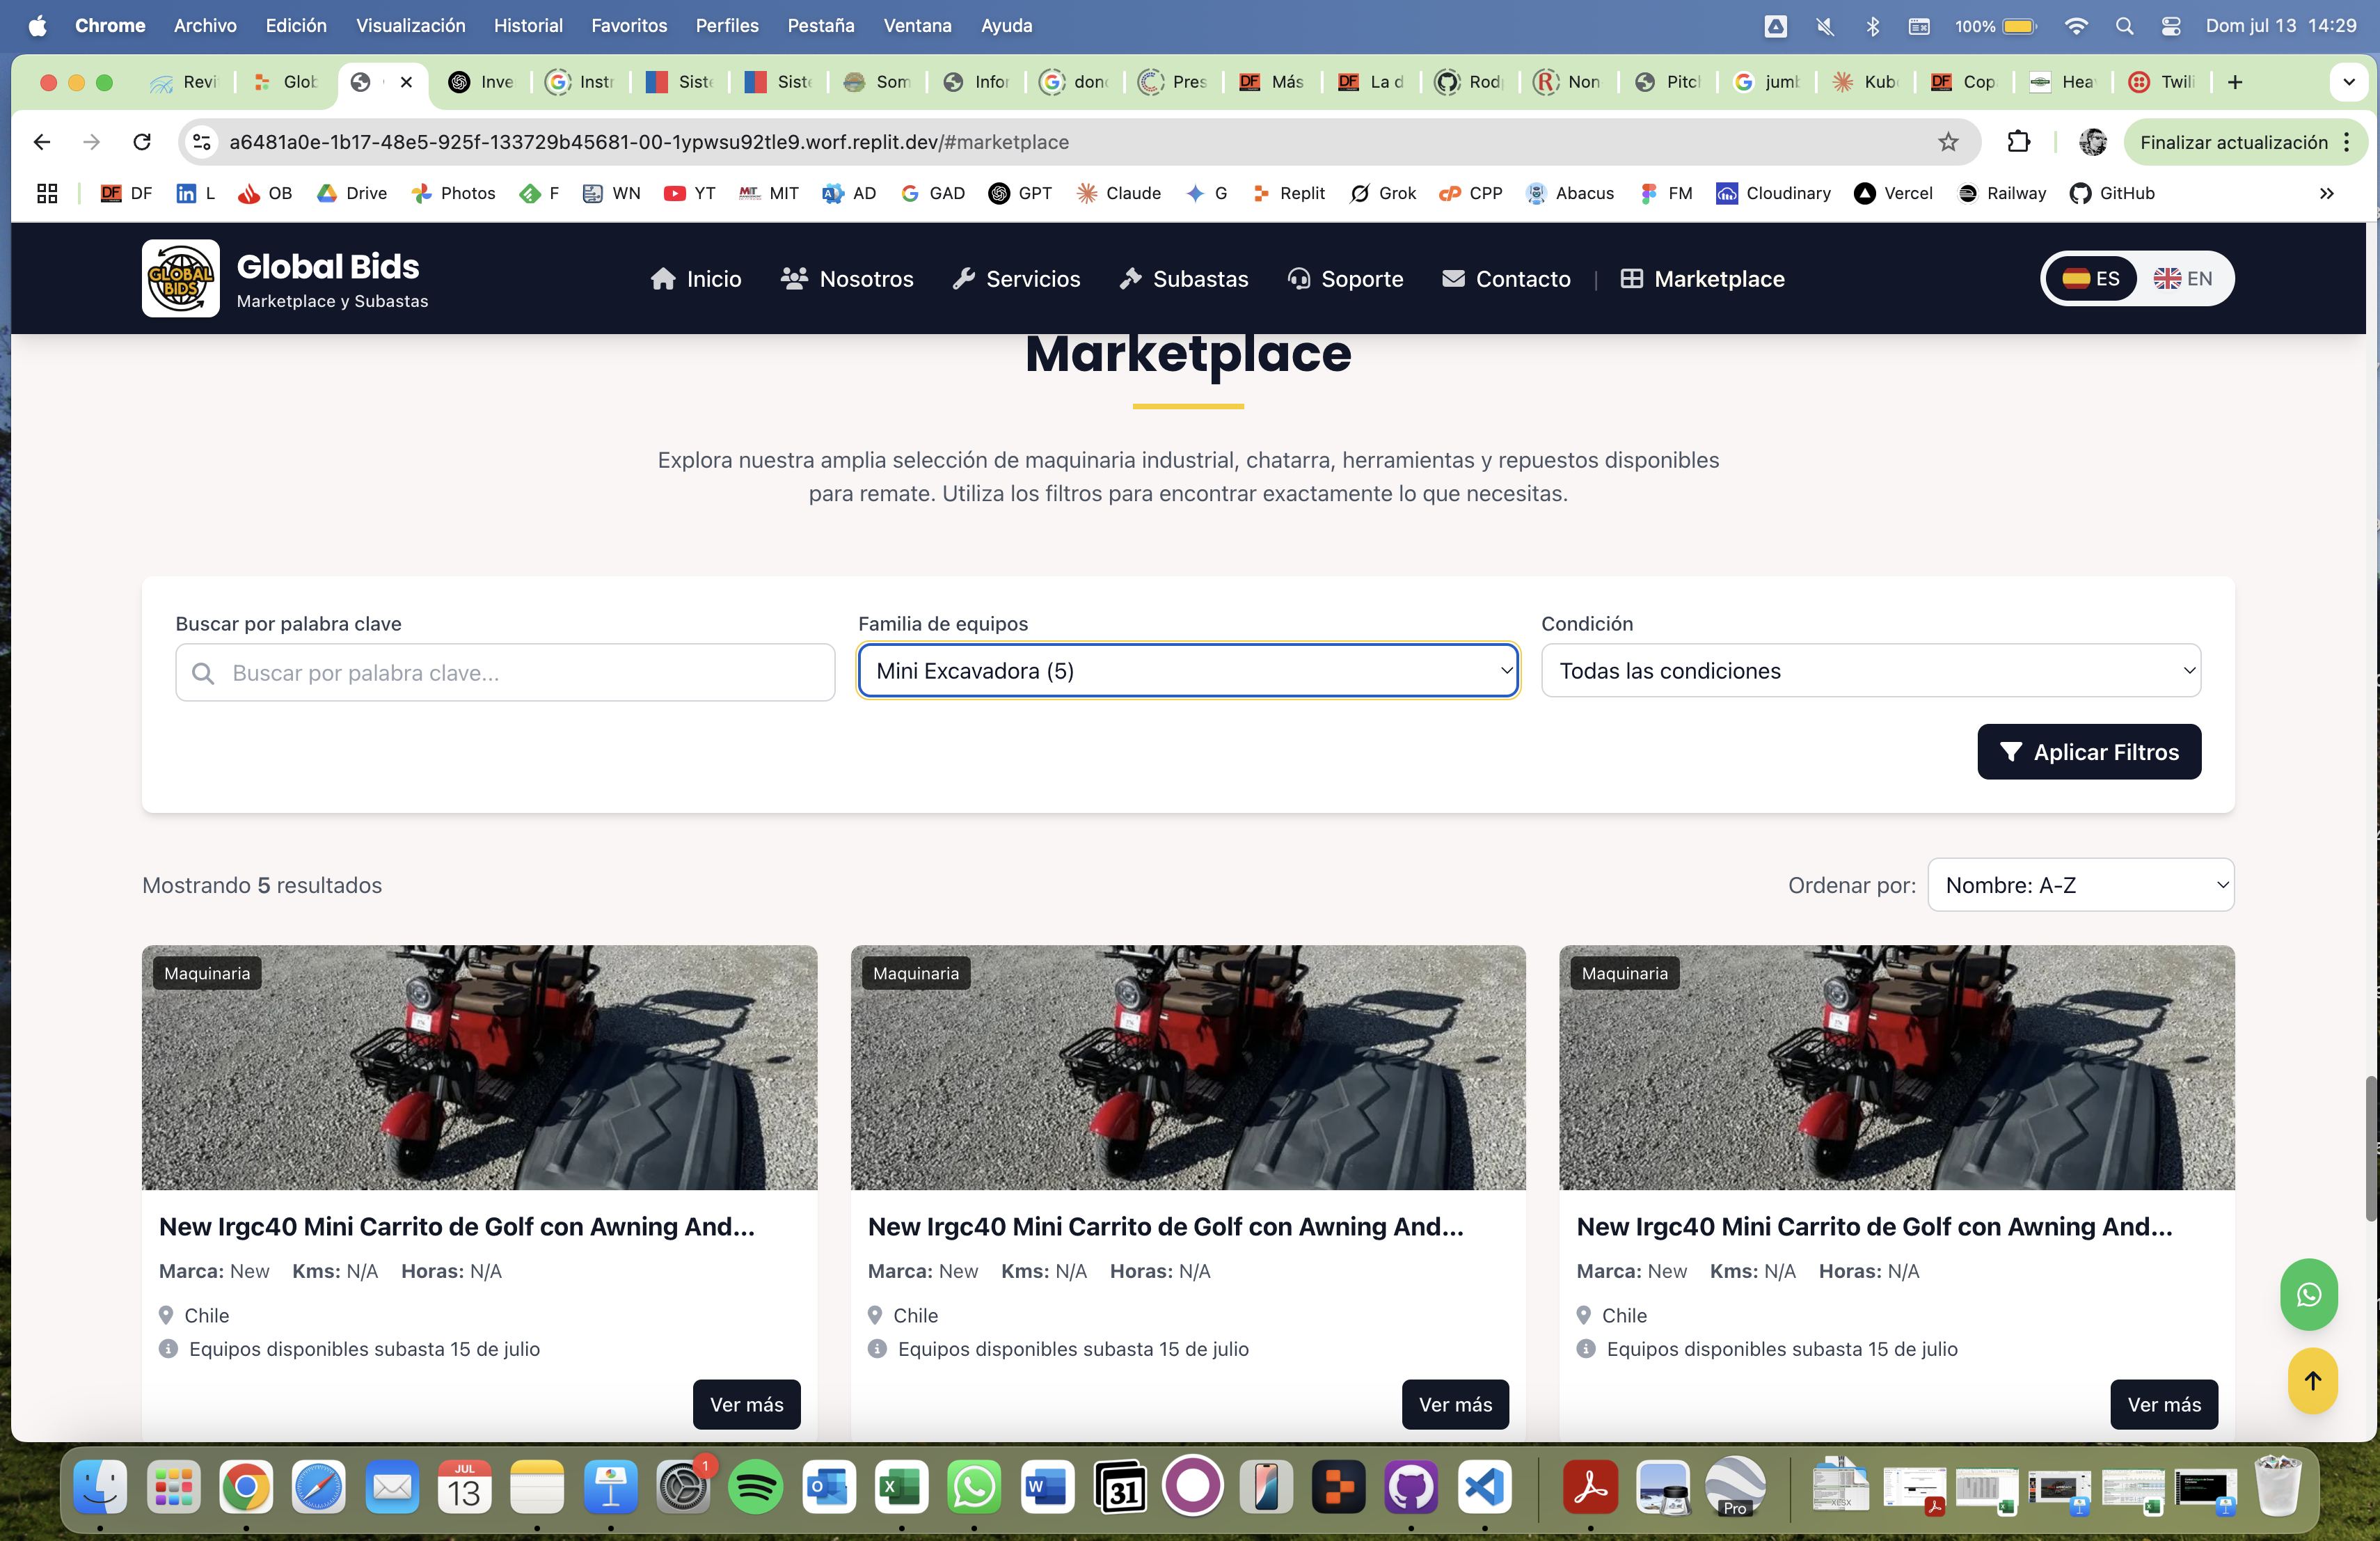 Chrome Archivo Edición Visualización Historial Favoritos Perfiles Pestaña Ventana Ayuda 100% Dom jul 13 14:29
Revi Glob Inve Instr Siste Siste Som Infor dond Pres Más La d Rod Non Pitch jumb Kube Cop Hea Twili
a6481a0e-1b17-48e5-925f-133729b45681-00-1ypwsu92tle9.worf.replit.dev/#marketplace Finalizar actualización
DF L OB Drive Photos F WN YT MIT AD GAD GPT Claude G Replit Grok CPP Abacus FM Cloudinary Vercel Railway GitHub
GLOBAL BIDS
Global Bids
Marketplace y Subastas
Inicio Nosotros Servicios Subastas Soporte Contacto | Marketplace ES EN
Marketplace
Explora nuestra amplia selección de maquinaria industrial, chatarra, herramientas y repuestos disponibles
para remate. Utiliza los filtros para encontrar exactamente lo que necesitas.
Buscar por palabra clave Familia de equipos Condición
Buscar por palabra clave... Mini Excavadora (5) Todas las condiciones
Aplicar Filtros
Mostrando 5 resultados Ordenar por: Nombre: A-Z
Maquinaria Maquinaria Maquinaria
New Irgc40 Mini Carrito de Golf con Awning And...
Marca: New Kms: N/A Horas: N/A
Chile
Equipos disponibles subasta 15 de julio
Ver más
New Irgc40 Mini Carrito de Golf con Awning And...
Marca: New Kms: N/A Horas: N/A
Chile
Equipos disponibles subasta 15 de julio
Ver más
New Irgc40 Mini Carrito de Golf con Awning And...
Marca: New Kms: N/A Horas: N/A
Chile
Equipos disponibles subasta 15 de julio
Ver más
JUL
13
1
31
Pro
XLSX